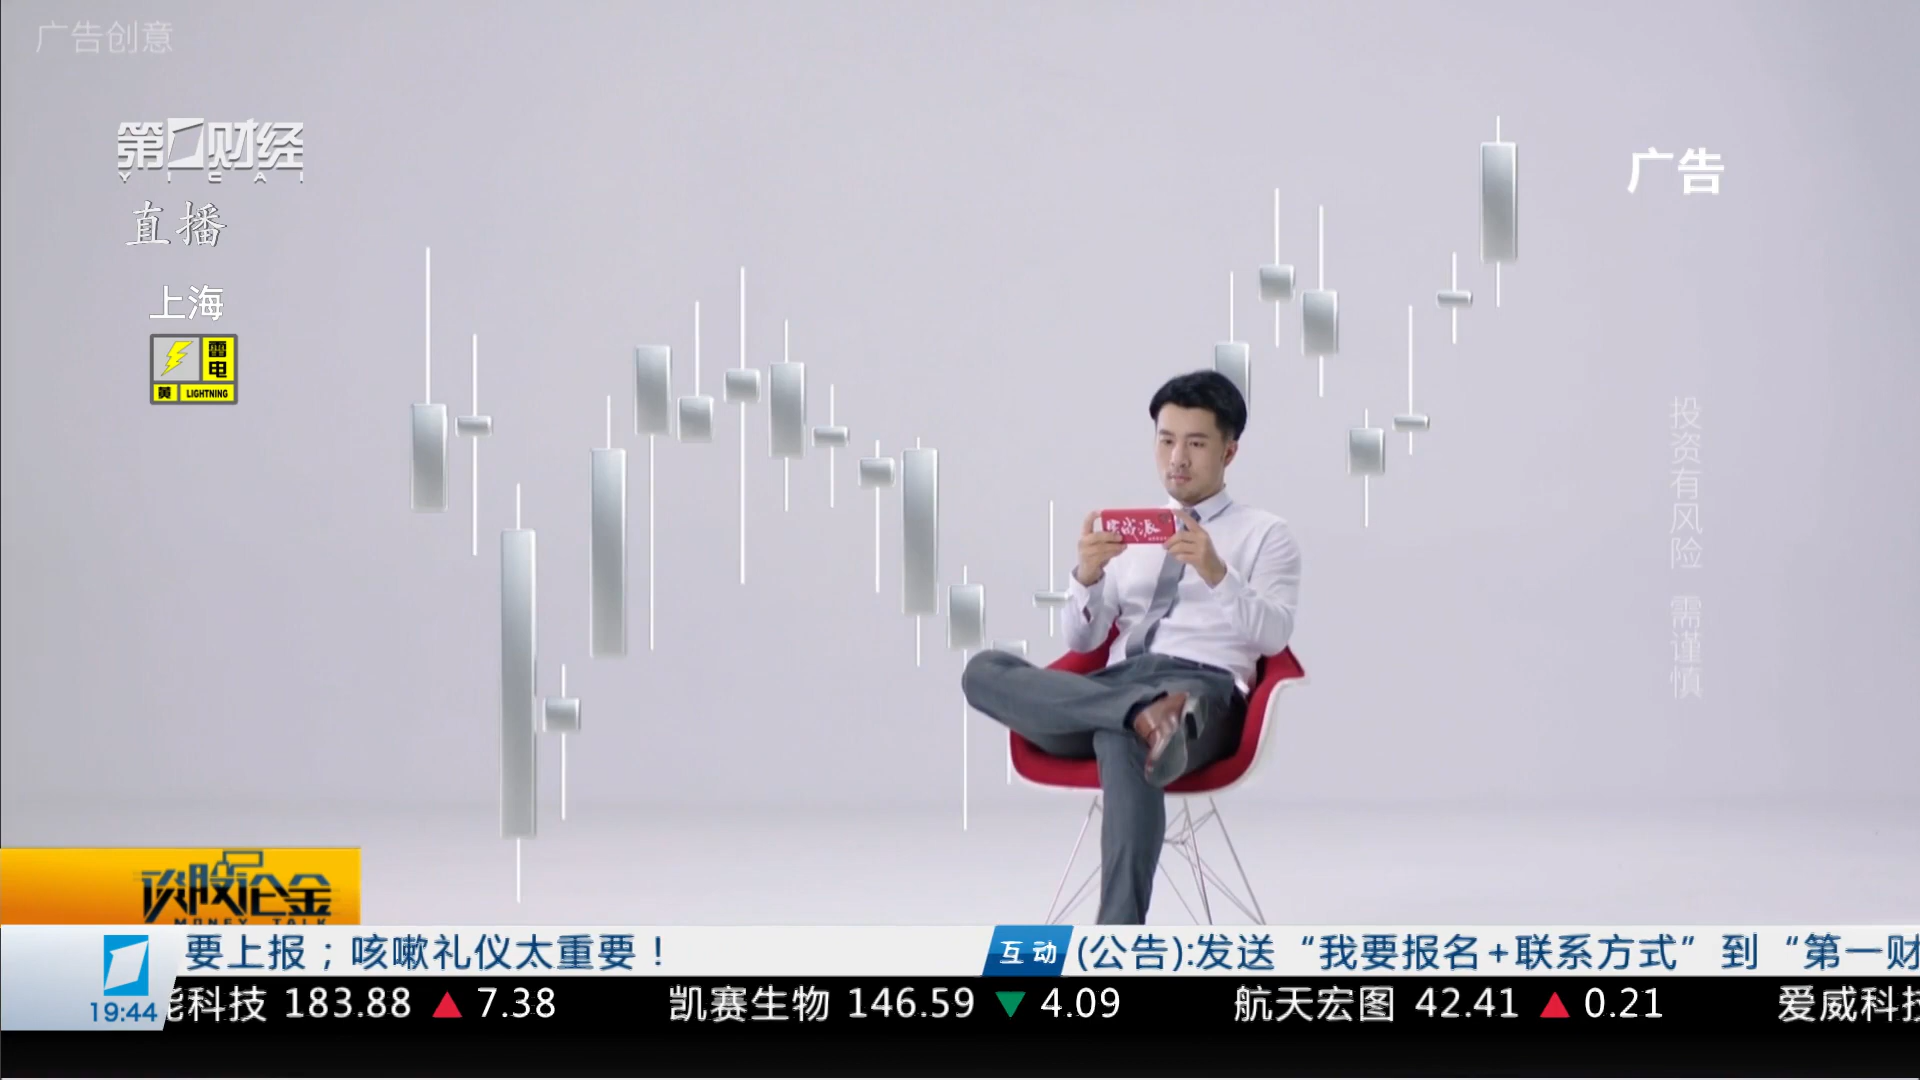 广告创意
第一财经
YICAI
直播
上海
雷电
黄 LIGHTNING
广告
投资有风险 需谨慎
实战派
谈股论金
MONEY TALK
要上报；咳嗽礼仪太重要！
互动 (公告):发送“我要报名+联系方式”到“第一财
19:44
能科技 183.88 ▲ 7.38 凯赛生物 146.59 ▼ 4.09 航天宏图 42.41 ▲ 0.21 爱威科技